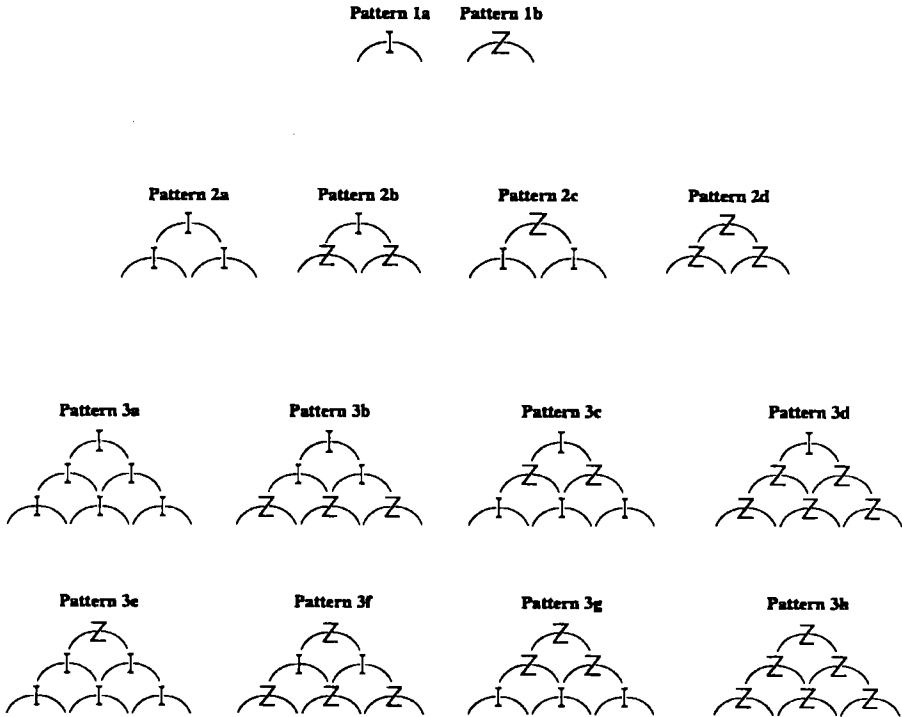 Pattern 1a Pattern 1b
I Z
Pattern 2a Pattern 2b Pattern 2c Pattern 2d
I I Z Z
I I Z Z I I Z Z
Pattern 3a Pattern 3b Pattern 3c Pattern 3d
I I I I
I I I I Z Z Z Z
I I I Z Z Z I I I Z Z Z
Pattern 3e Pattern 3f Pattern 3g Pattern 3h
Z Z Z Z
I I I I Z Z Z Z
I I I Z Z Z I I I Z Z Z